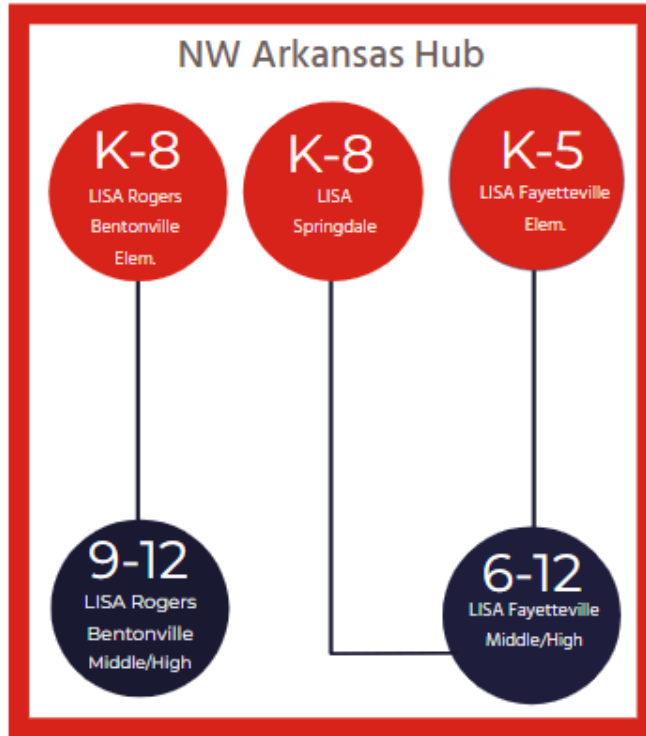 NW Arkansas Hub
K-8
LISA Rogers
Bentonville
Elem.
K-8
LISA
Springdale
K-5
LISA Fayetteville
Elem.
9-12
LISA Rogers
Bentonville
Middle/High
6-12
LISA Fayetteville
Middle/High